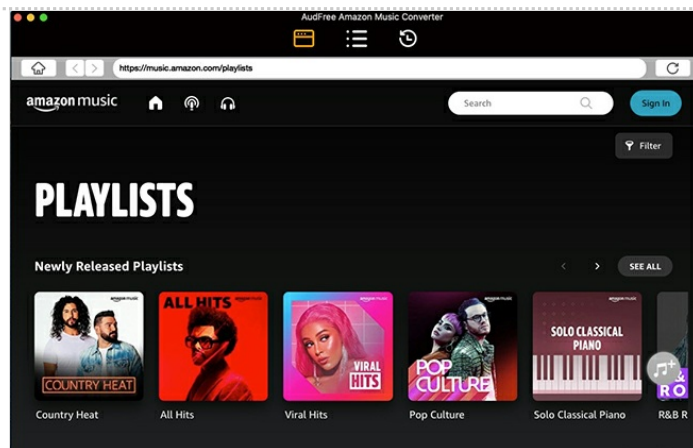 AudFree Amazon Music Converter
https://music.amazon.com/playlists
amazon music
Search
Sign In
Filter
PLAYLISTS
Newly Released Playlists
SEE ALL
amazon music
COUNTRY HEAT
ALL HITS
amazon music
VIRAL
HITS
amazon music
POP
CULTURE
amazon music
SOLO CLASSICAL
PIANO
R
RO
Country Heat
All Hits
Viral Hits
Pop Culture
Solo Classical Piano
R&B R